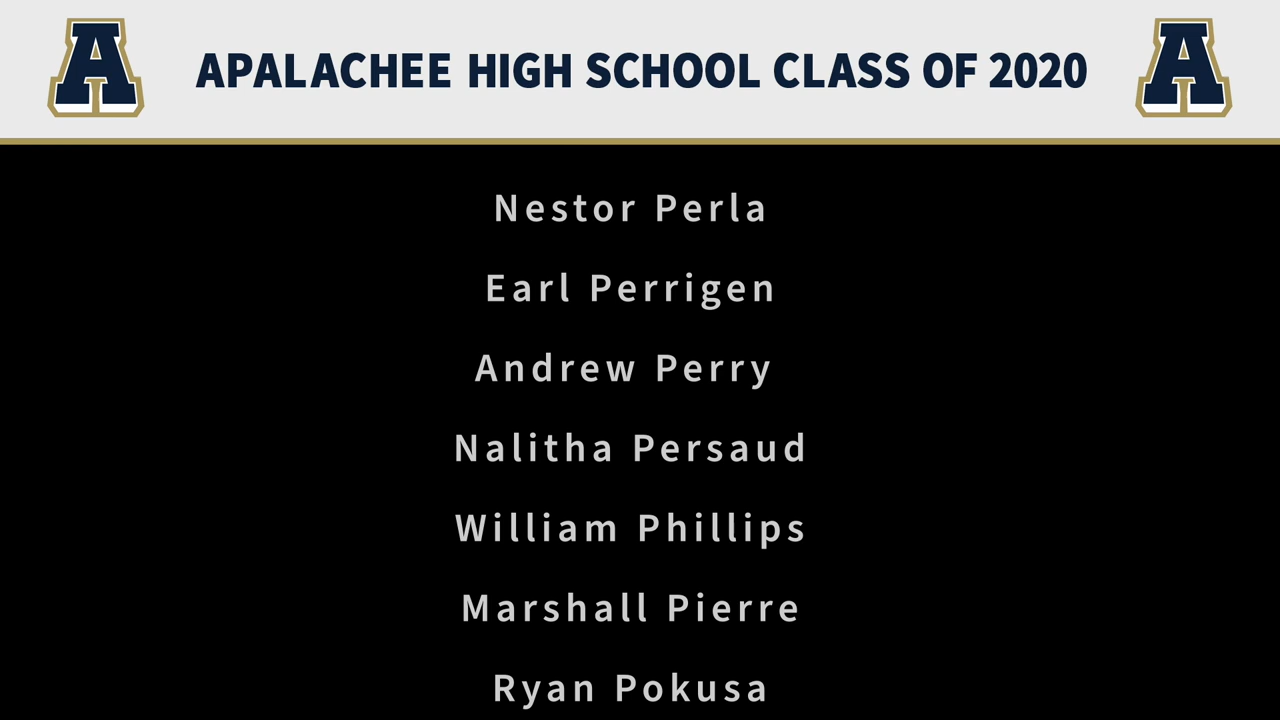 A APALACHEE HIGH SCHOOL CLASS OF 2020 A
Nestor Perla
Earl Perrigen
Andrew Perry
Nalitha Persaud
William Phillips
Marshall Pierre
Ryan Pokusa